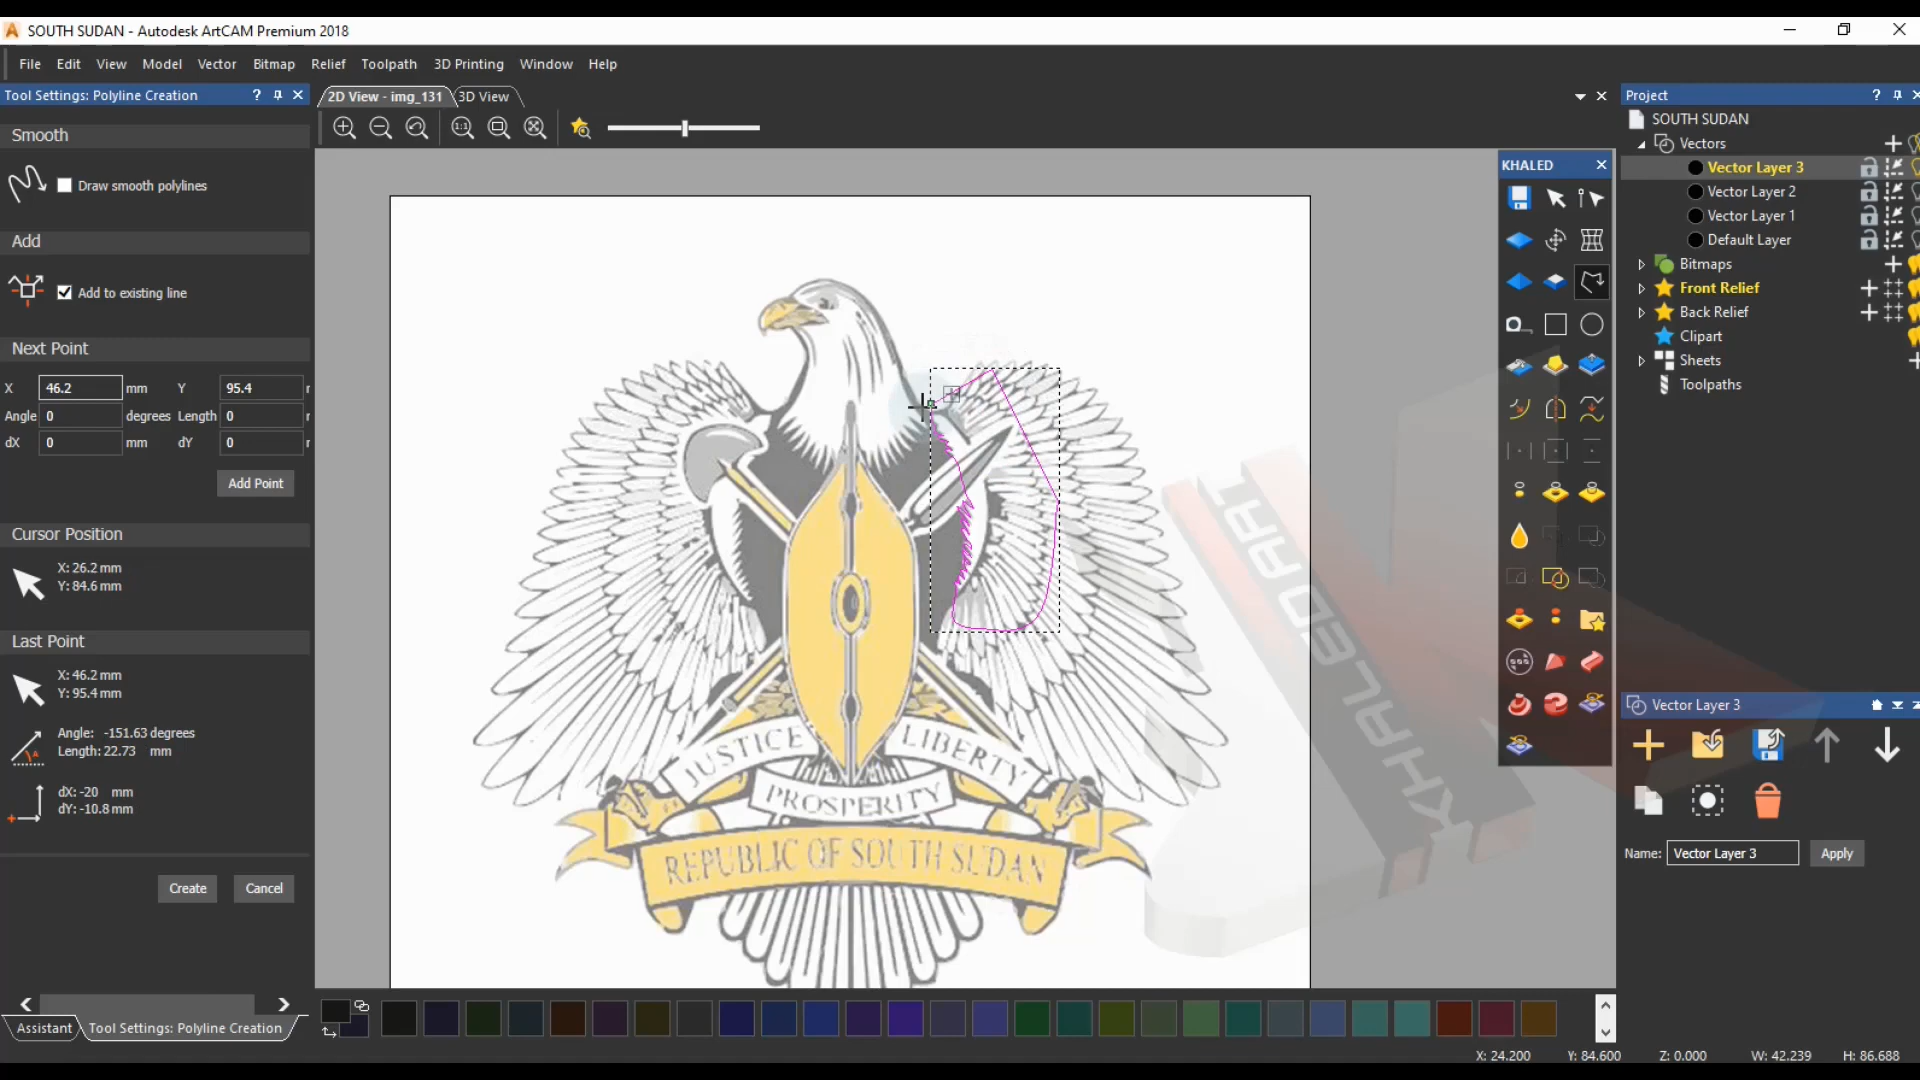 SOUTH SUDAN - Autodesk ArtCAM Premium 2018
File Edit View Model Vector Bitmap Relief Toolpath 3D Printing Window Help
Tool Settings: Polyline Creation
2D View - img_131
3D View
Smooth
Draw smooth polylines
Add
Add to existing line
Next Point
X 46.2 mm Y 95.4
Angle 0 degrees Length 0
dX 0 mm dY 0
Add Point
Cursor Position
X: 26.2 mm
Y: 84.6 mm
Last Point
X: 46.2 mm
Y: 95.4 mm
Angle: -151.63 degrees
Length: 22.73 mm
dX: -20 mm
dY: -10.8 mm
Create Cancel
Assistant
Tool Settings: Polyline Creation
1:1
JUSTICE LIBERTY
PROSPERITY
REPUBLIC OF SOUTH SUDAN
KHALEDART
KHALEDART
KHALED
Project
SOUTH SUDAN
Vectors
Vector Layer 3
Vector Layer 2
Vector Layer 1
Default Layer
Bitmaps
Front Relief
Back Relief
Clipart
Sheets
Toolpaths
Vector Layer 3
Name: Vector Layer 3 Apply
X: 24.200 Y: 84.600 Z: 0.000 W: 42.239 H: 86.688